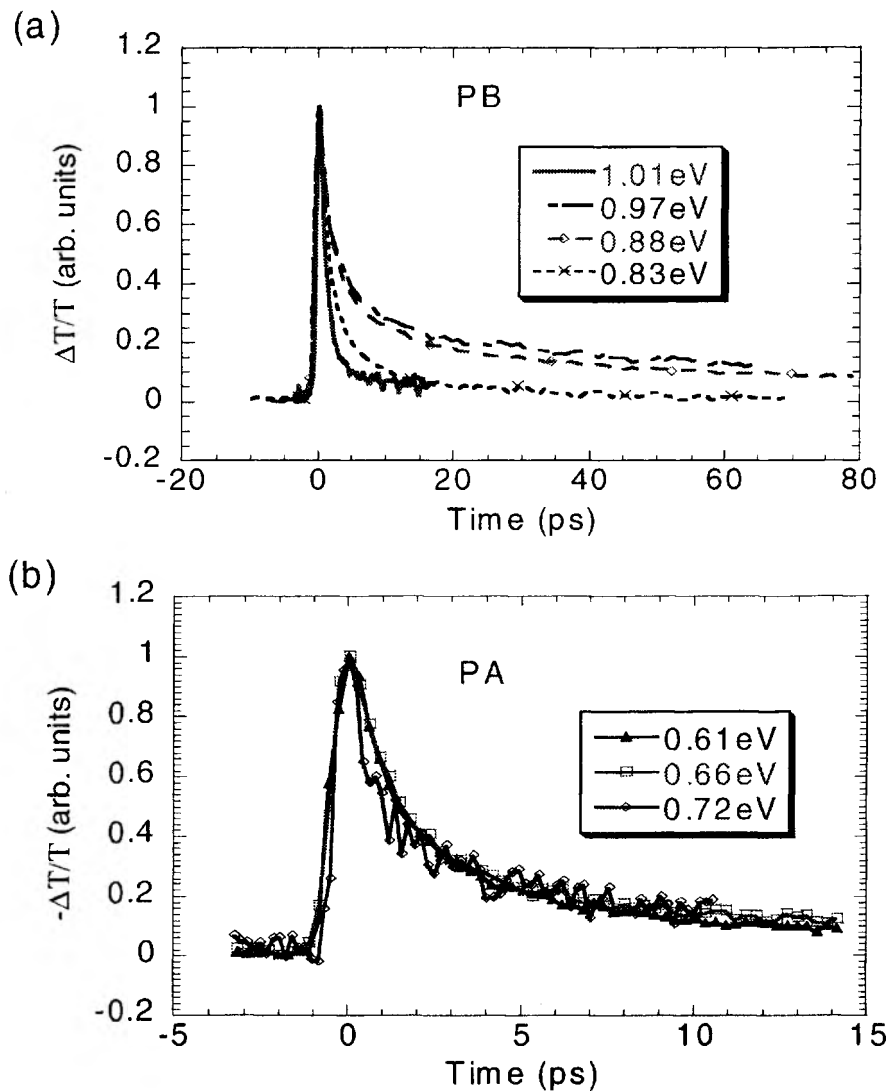 (a)
1.2
1
0.8
0.6
0.4
0.2
0
-0.2
ΔT/T (arb. units)
PB
1.01eV
0.97eV
0.88eV
0.83eV
-20 0 20 40 60 80
Time (ps)
(b)
1.2
1
0.8
0.6
0.4
0.2
0
-0.2
-ΔT/T (arb. units)
PA
0.61eV
0.66eV
0.72eV
-5 0 5 10 15
Time (ps)